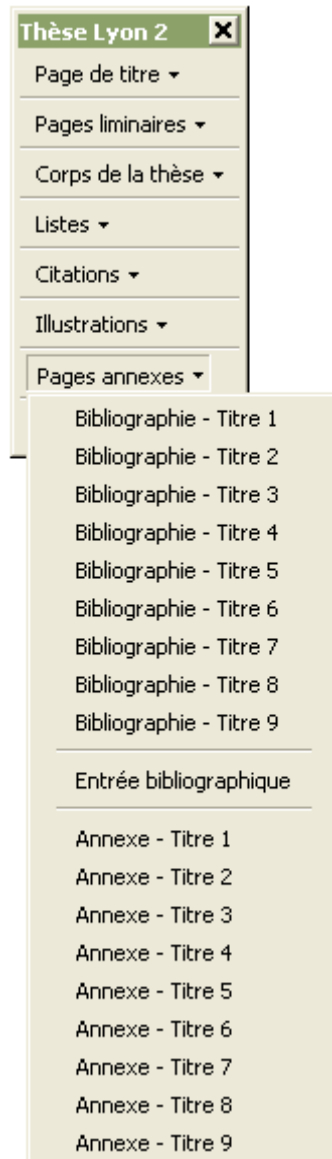 Thèse Lyon 2
Page de titre
Pages liminaires
Corps de la thèse
Listes
Citations
Illustrations
Pages annexes
Bibliographie - Titre 1
Bibliographie - Titre 2
Bibliographie - Titre 3
Bibliographie - Titre 4
Bibliographie - Titre 5
Bibliographie - Titre 6
Bibliographie - Titre 7
Bibliographie - Titre 8
Bibliographie - Titre 9
Entrée bibliographique
Annexe - Titre 1
Annexe - Titre 2
Annexe - Titre 3
Annexe - Titre 4
Annexe - Titre 5
Annexe - Titre 6
Annexe - Titre 7
Annexe - Titre 8
Annexe - Titre 9